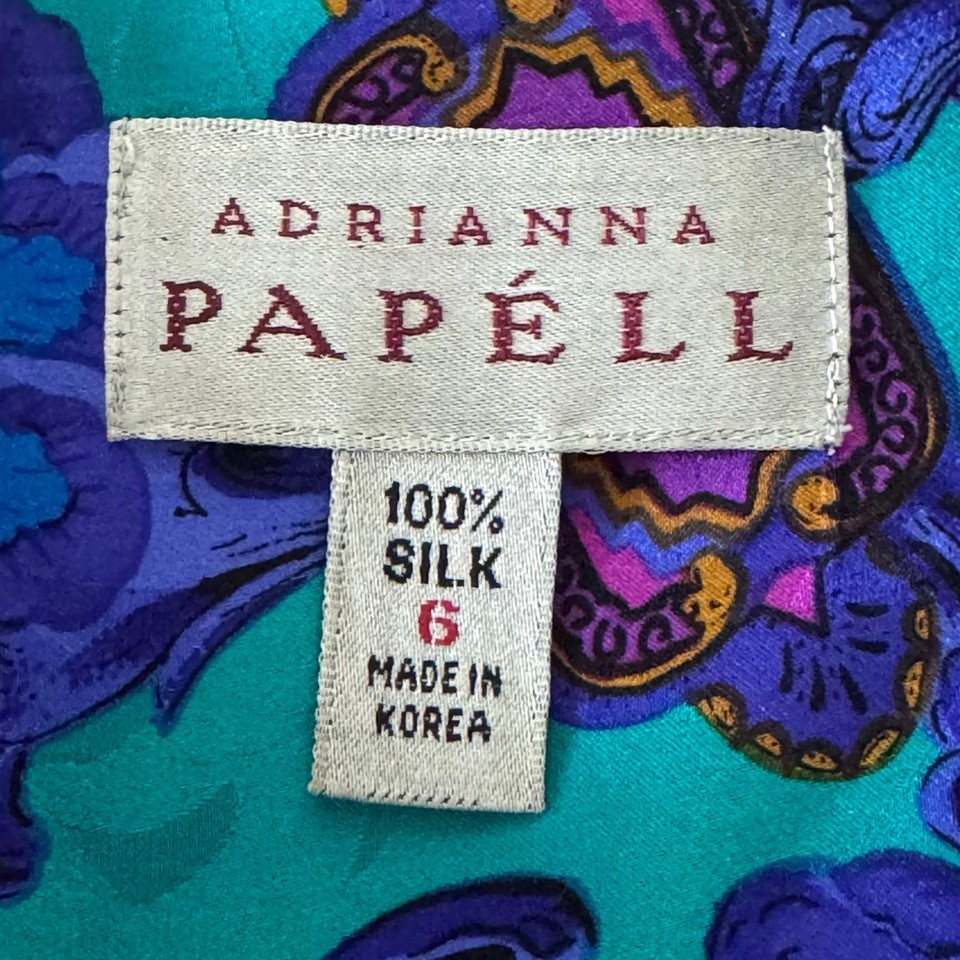 ADRIANNA
PAPÉLL
100%
SILK
6
MADE IN
KOREA